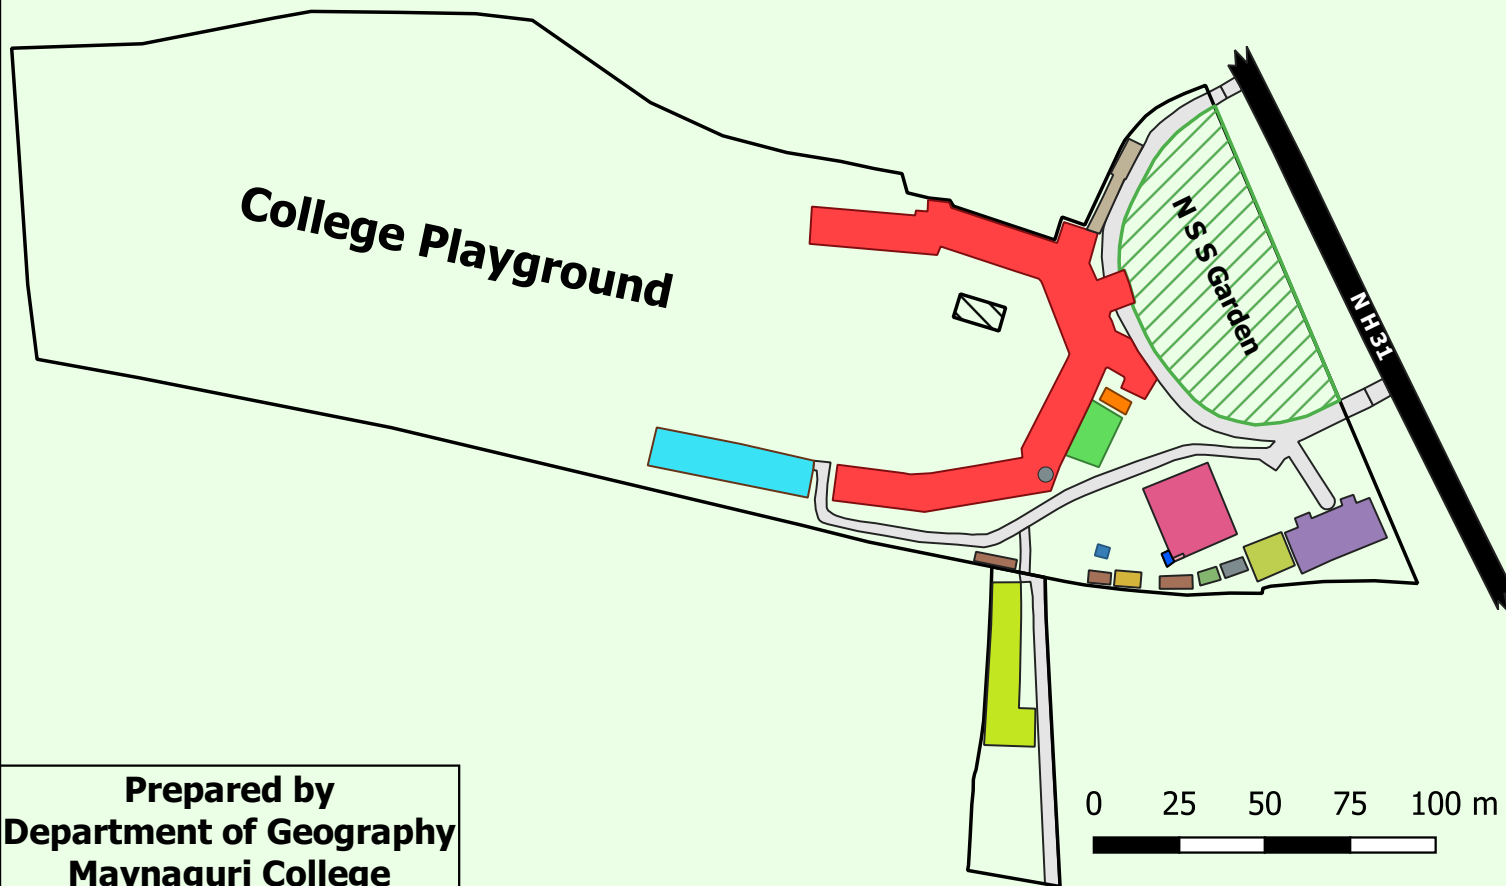 College Playground
N S S Garden
N H 31
0 25 50 75 100 m
Prepared by
Department of Geography
Maynaguri College